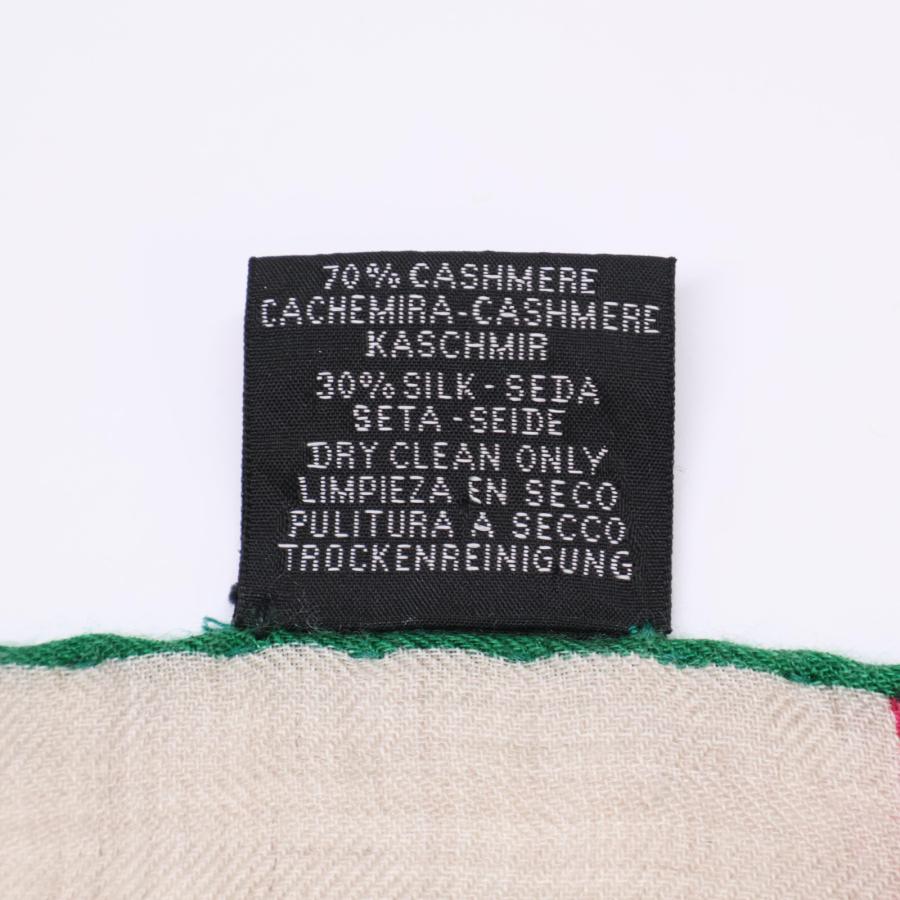 70% CASHMERE
CACHEMIRA-CASHMERE
KASCHMIR
30% SILK - SEDA
SETA - SEIDE
DRY CLEAN ONLY
LIMPIEZA EN SECO
PULITURA A SECCO
TROCKENREINIGUNG